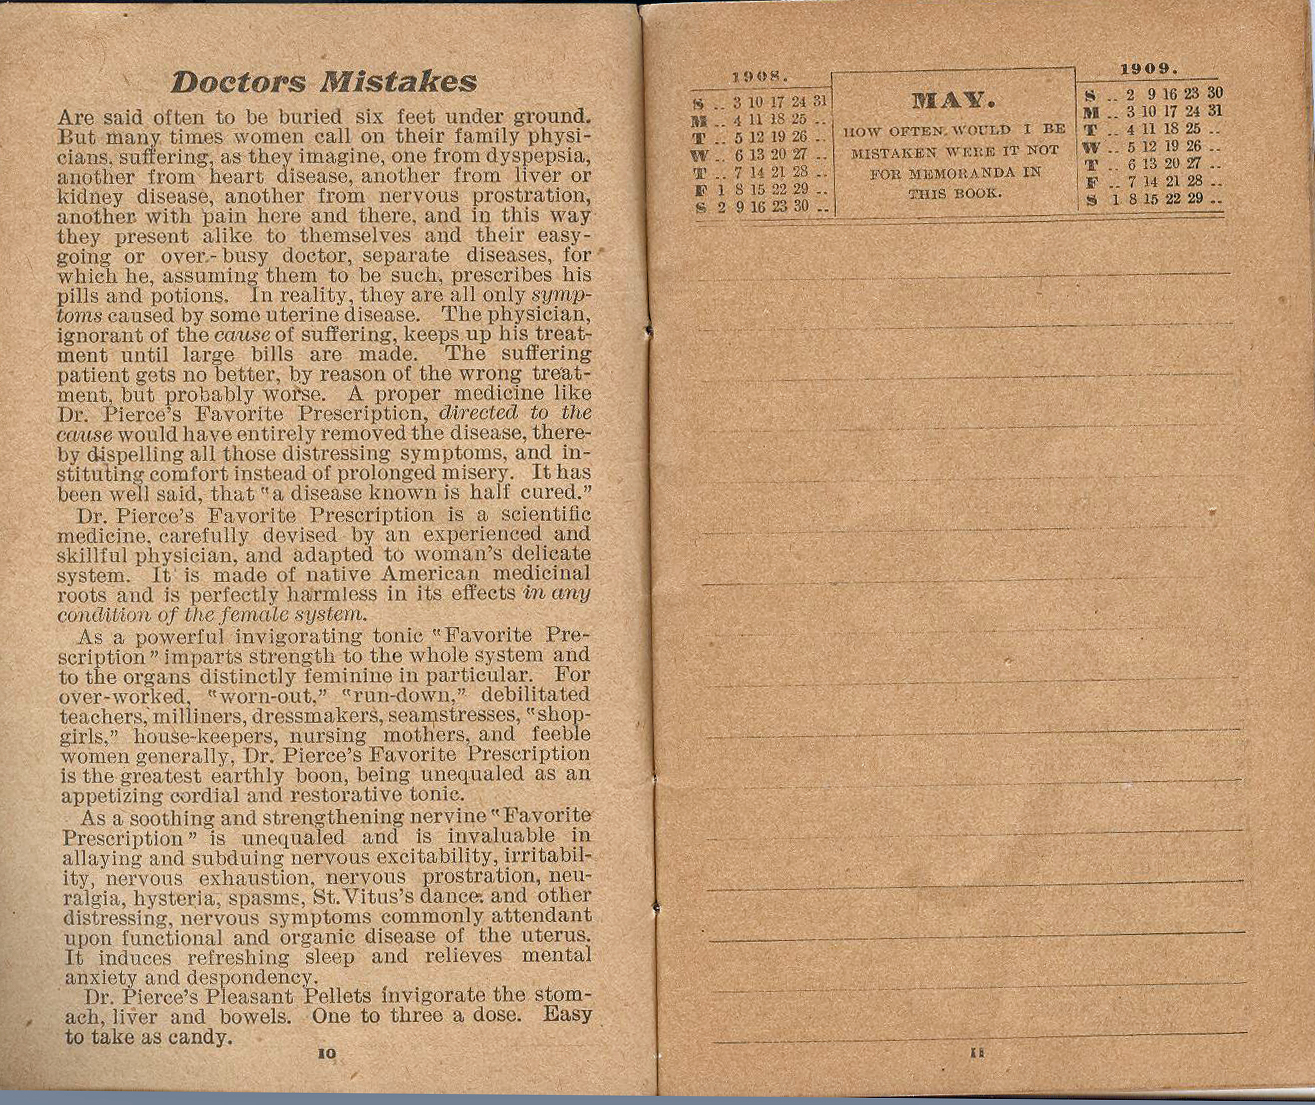 Doctors Mistakes
Are said often to be buried six feet under ground.
But many times women call on their family physi-
cians, suffering, as they imagine, one from dyspepsia,
another from heart disease, another from liver or
kidney disease, another from nervous prostration,
another with pain here and there, and in this way
they present alike to themselves and their easy-
going or over-busy doctor, separate diseases, for
which he, assuming them to be such, prescribes his
pills and potions. In reality, they are all only symp-
toms caused by some uterine disease. The physician,
ignorant of the cause of suffering, keeps up his treat-
ment until large bills are made. The suffering
patient gets no better, by reason of the wrong treat-
ment, but probably worse. A proper medicine like
Dr. Pierce's Favorite Prescription, directed to the
cause would have entirely removed the disease, there-
by dispelling all those distressing symptoms, and in-
stituting comfort instead of prolonged misery. It has
been well said, that "a disease known is half cured."
Dr. Pierce's Favorite Prescription is a scientific
medicine, carefully devised by an experienced and
skillful physician, and adapted to woman's delicate
system. It is made of native American medicinal
roots and is perfectly harmless in its effects in any
condition of the female system.
As a powerful invigorating tonic "Favorite Pre-
scription" imparts strength to the whole system and
to the organs distinctly feminine in particular. For
over-worked, "worn-out," "run-down," debilitated
teachers, milliners, dressmakers, seamstresses, "shop-
girls," house-keepers, nursing mothers, and feeble
women generally, Dr. Pierce's Favorite Prescription
is the greatest earthly boon, being unequaled as an
appetizing cordial and restorative tonic.
As a soothing and strengthening nervine "Favorite
Prescription" is unequaled and is invaluable in
allaying and subduing nervous excitability, irritabil-
ity, nervous exhaustion, nervous prostration, neu-
ralgia, hysteria, spasms, St. Vitus's dance, and other
distressing, nervous symptoms commonly attendant
upon functional and organic disease of the uterus.
It induces refreshing sleep and relieves mental
anxiety and despondency.
Dr. Pierce's Pleasant Pellets invigorate the stom-
ach, liver and bowels. One to three a dose. Easy
to take as candy.
10
1908.
S .. 3 10 17 24 31
M .. 4 11 18 25 ..
T .. 5 12 19 26 ..
W .. 6 13 20 27 ..
T .. 7 14 21 28 ..
F 1 8 15 22 29 ..
S 2 9 16 23 30 ..
MAY.
HOW OFTEN WOULD I BE
MISTAKEN WERE IT NOT
FOR MEMORANDA IN
THIS BOOK.
1909.
S .. 2 9 16 23 30
M .. 3 10 17 24 31
T .. 4 11 18 25 ..
W .. 5 12 19 26 ..
T .. 6 13 20 27 ..
F .. 7 14 21 28 ..
S 1 8 15 22 29 ..
11